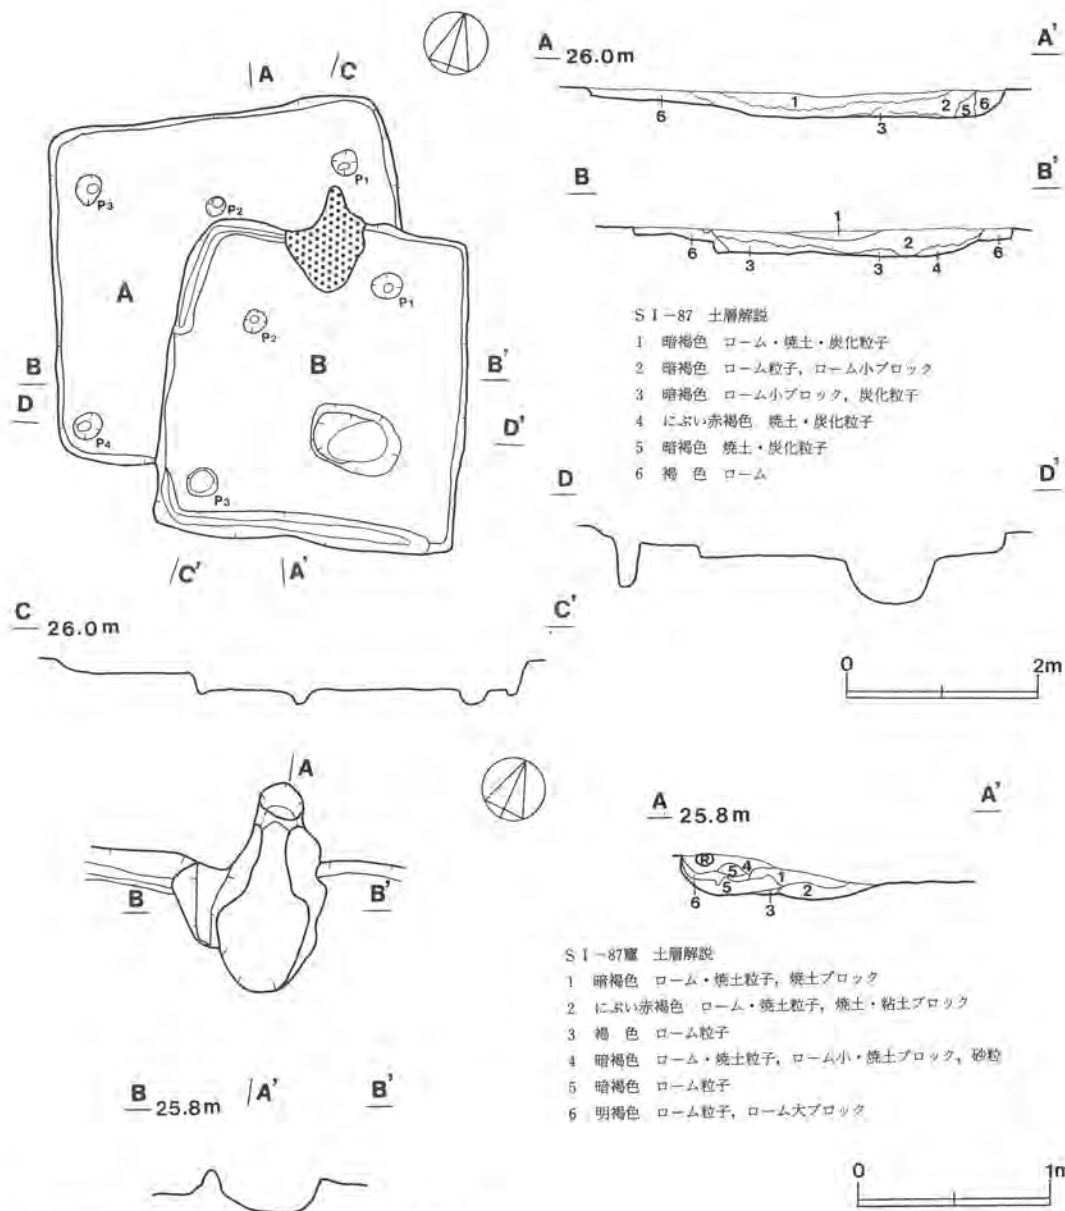 A C
A 26.0m A'
1 2 5 6
6 3
P1
P3
P2
A
P1
P2
B
B B'
D D'
P4
P3
C' A'
B B'
1
2
6 3 3 4 6
SI-87 土層解説
1 暗褐色 ローム・焼土・炭化粒子
2 暗褐色 ローム粒子，ローム小ブロック
3 暗褐色 ローム小ブロック，炭化粒子
4 にぶい赤褐色 焼土・炭化粒子
5 暗褐色 焼土・炭化粒子
6 褐 色 ローム
D D'
C 26.0m C'
0 2m
A
B B'
A 25.8m A'
R
5 4 1
5 2
6 3
SI-87竈 土層解説
1 暗褐色 ローム・焼土粒子，焼土ブロック
2 にぶい赤褐色 ローム・焼土粒子，焼土・粘土ブロック
3 褐 色 ローム粒子
4 暗褐色 ローム・焼土粒子，ローム小・焼土ブロック，砂粒
5 暗褐色 ローム粒子
6 明褐色 ローム粒子，ローム大ブロック
B 25.8m A' B'
0 1m